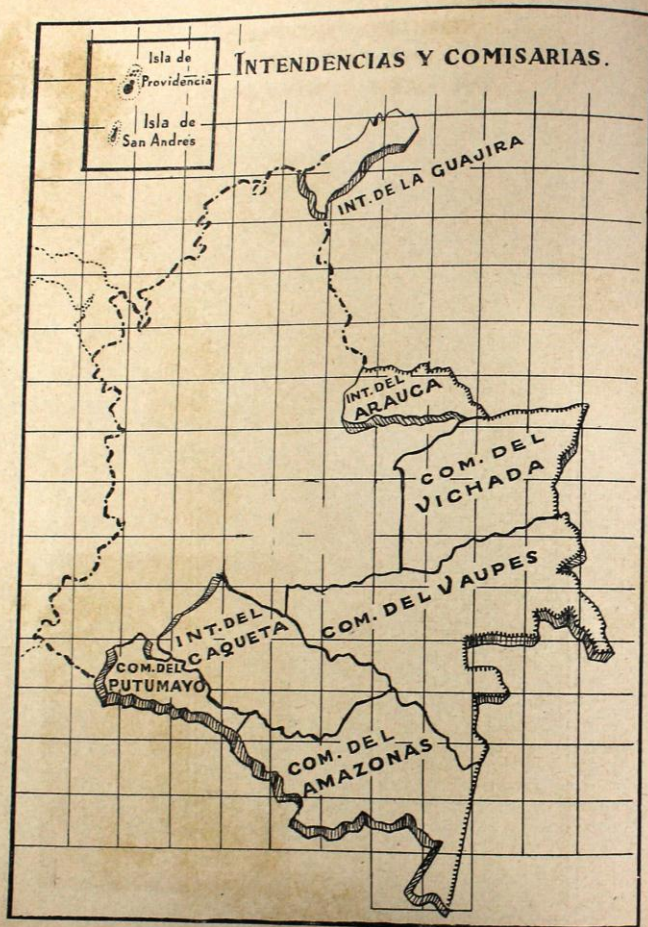 Isla de
Providencia
Isla de
San Andrés
INTENDENCIAS Y COMISARIAS.
INT. DE LA GUAJIRA
INT. DEL
ARAUCA
COM. DEL
VICHADA
COM. DEL VAUPES
INT. DEL
CAQUETA
COM. DEL
PUTUMAYO
COM. DEL
AMAZONAS